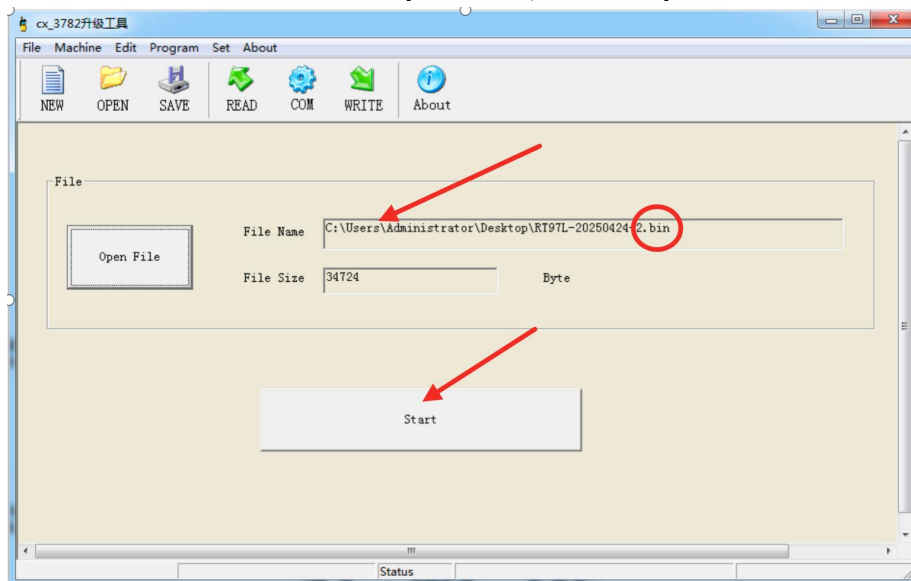 cx_3782升级工具
File Machine Edit Program Set About
NEW OPEN SAVE READ COM WRITE About
File
File Name C:\Users\Administrator\Desktop\RT97L-20250424-2.bin
Open File
File Size 34724 Byte
Start
Status